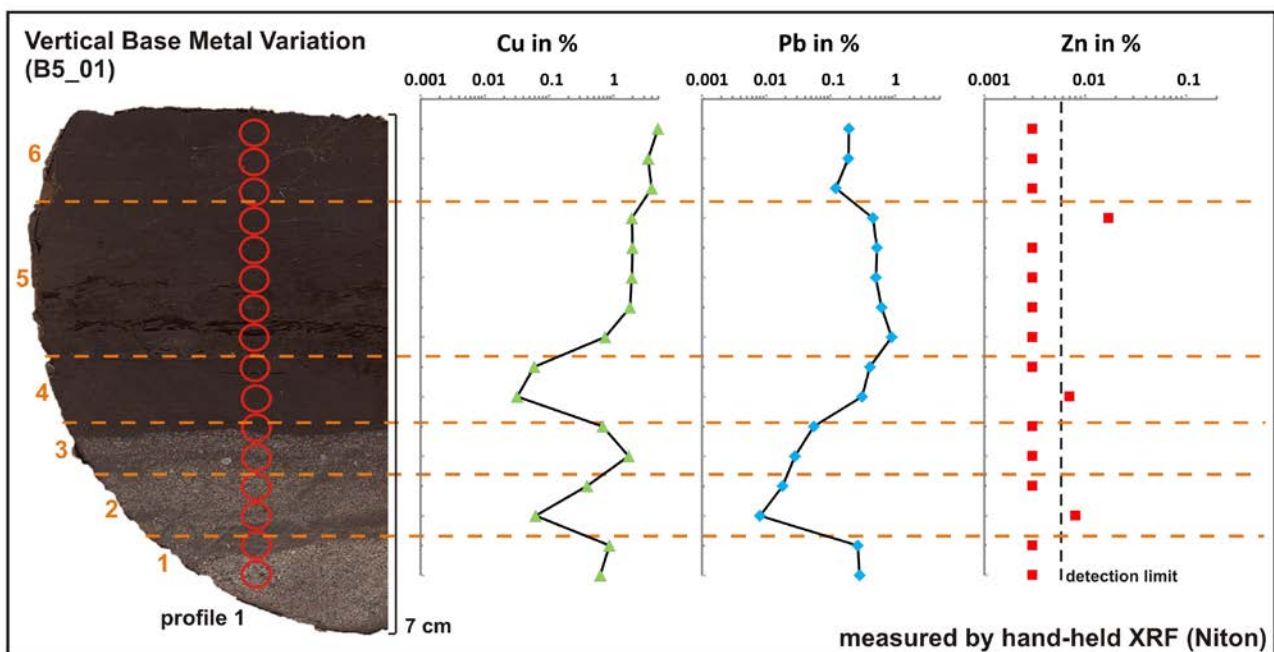 Vertical Base Metal Variation
(B5_01)
Cu in %
Pb in %
Zn in %
0.001 0.01 0.1 1
0.001 0.01 0.1 1
0.001 0.01 0.1
6
5
4
3
2
1
profile 1
7 cm
detection limit
measured by hand-held XRF (Niton)